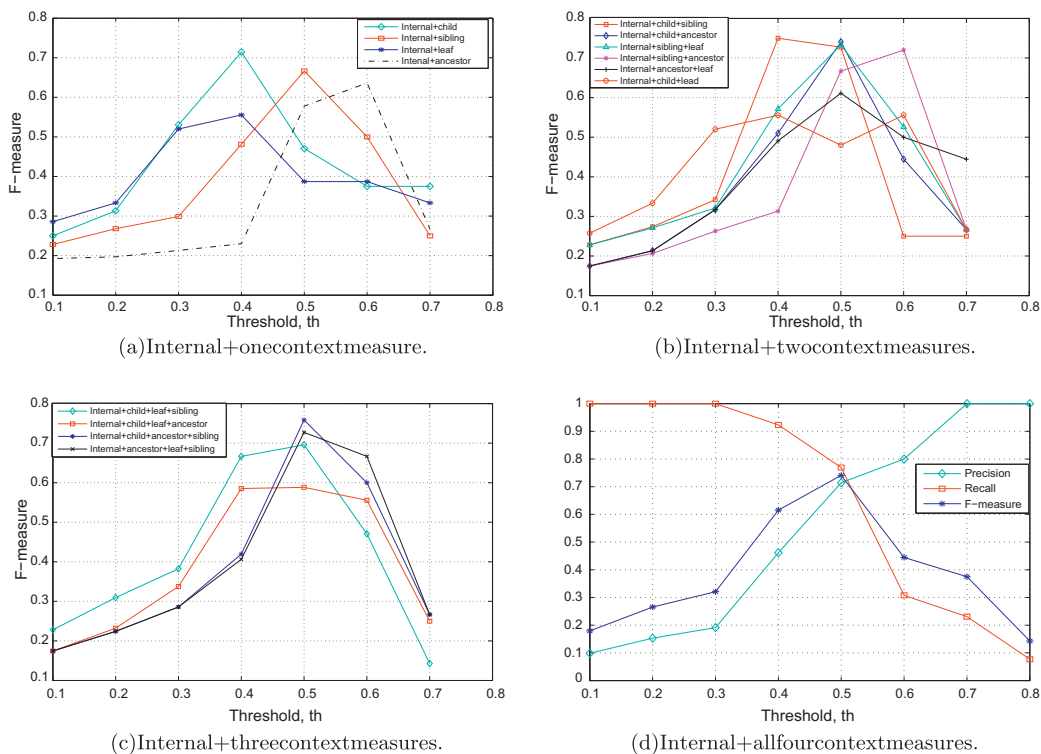 0.8
0.7
0.6
0.5
0.4
0.3
0.2
0.1
F−measure
Internal+child
Internal+sibling
Internal+leaf
Intenal+ancestor
0.1 0.2 0.3 0.4 0.5 0.6 0.7 0.8
Threshold, th
(a)Internal+onecontextmeasure.
0.8
0.7
0.6
0.5
0.4
0.3
0.2
0.1
F−measure
Internal+child+sibling
Internal+child+ancestor
Internal+sibling+leaf
Internal+sibling+ancestor
Internal+ancestor+leaf
Internal+child+lead
0.1 0.2 0.3 0.4 0.5 0.6 0.7 0.8
Threshold, th
(b)Internal+twocontextmeasures.
0.8
0.7
0.6
0.5
0.4
0.3
0.2
0.1
F−measure
Internal+child+leaf+sibling
Internal+child+leaf+ancestor
Internal+child+ancestor+sibling
Internal+ancestor+leaf+sibling
0.1 0.2 0.3 0.4 0.5 0.6 0.7 0.8
Threshold, th
(c)Internal+threecontextmeasures.
1
0.9
0.8
0.7
0.6
0.5
0.4
0.3
0.2
0.1
0
Precision
Recall
F−measure
0.1 0.2 0.3 0.4 0.5 0.6 0.7 0.8
Threshold, th
(d)Internal+allfourcontextmeasures.